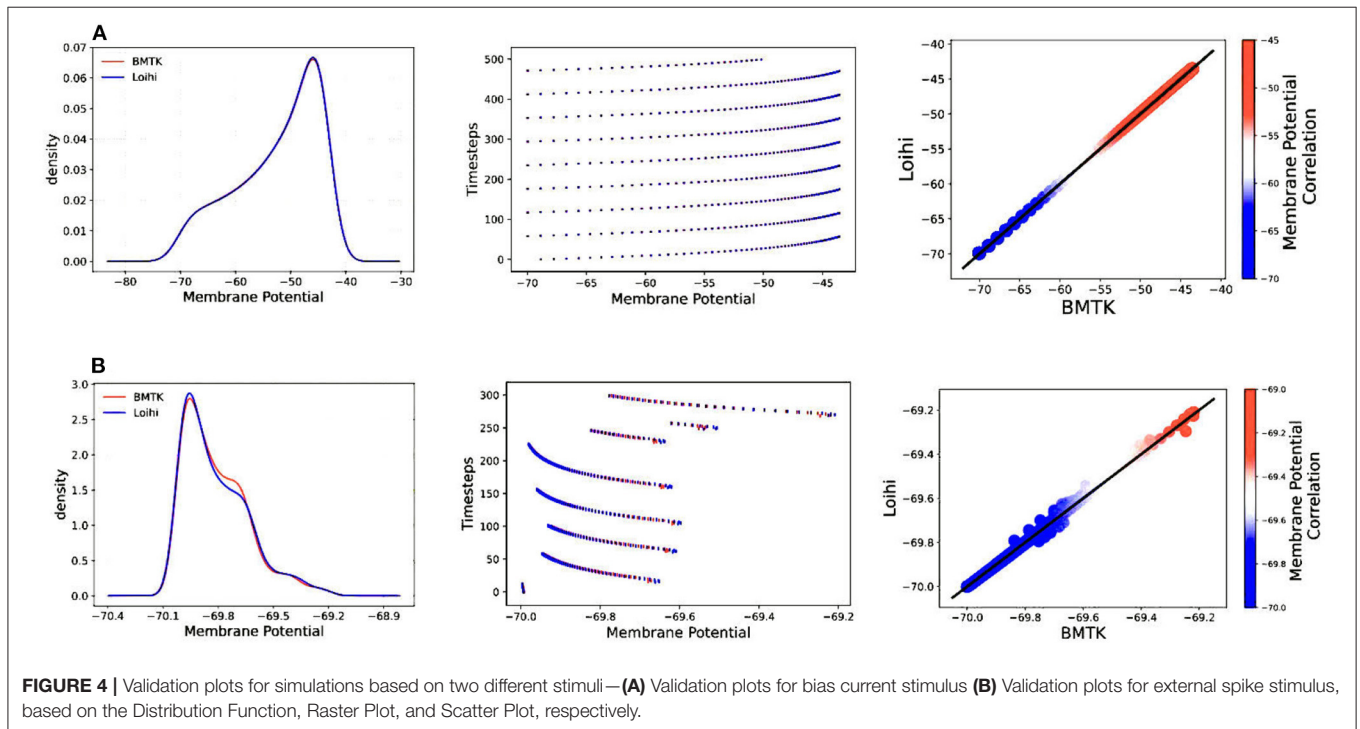 A
0.07
0.06
0.05
0.04
0.03
0.02
0.01
0.00
density
BMTK
Loihi
−80 −70 −60 −50 −40 −30
Membrane Potential
500
400
300
200
100
0
Timesteps
−70 −65 −60 −55 −50 −45
Membrane Potential
−40
−45
−50
−55
−60
−65
−70
Loihi
−70 −65 −60 −55 −50 −45 −40
BMTK
−45
−50
−55
−60
−65
−70
Membrane Potential
Correlation
B
3.0
2.5
2.0
1.5
1.0
0.5
0.0
density
BMTK
Loihi
−70.4 −70.1 −69.8 −69.5 −69.2 −68.9
Membrane Potential
300
250
200
150
100
50
0
Timesteps
−70.0 −69.8 −69.6 −69.4 −69.2
Membrane Potential
−69.2
−69.4
−69.6
−69.8
−70.0
Loihi
−70.0 −69.8 −69.6 −69.4 −69.2
BMTK
−69.0
−69.2
−69.4
−69.6
−69.8
−70.0
Membrane Potential
Correlation
FIGURE 4 | Validation plots for simulations based on two different stimuli—(A) Validation plots for bias current stimulus (B) Validation plots for external spike stimulus,
based on the Distribution Function, Raster Plot, and Scatter Plot, respectively.